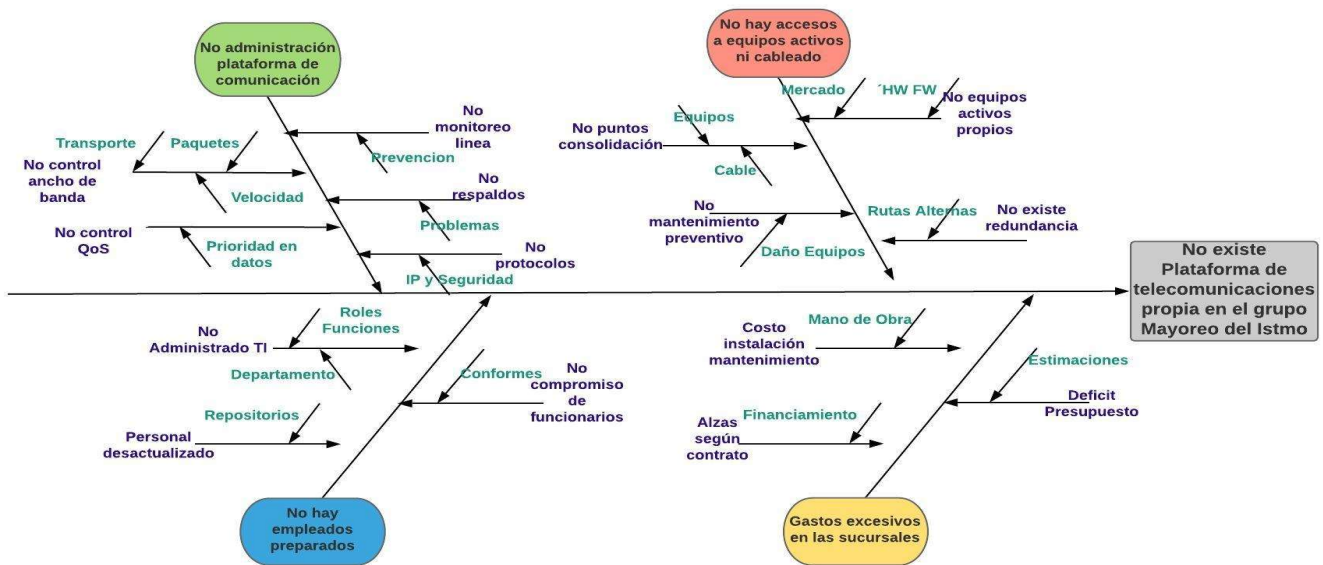 No administración
plataforma de
comunicación
No hay accesos
a equipos activos
ni cableado
Transporte
Paquetes
No control
ancho de
banda
Velocidad
No control
QoS
Prioridad en
datos
No
monitoreo
linea
Prevencion
No
respaldos
Problemas
No
protocolos
IP y Seguridad
Equipos
No puntos
consolidación
Cable
Mercado
´HW FW
No equipos
activos
propios
No
mantenimiento
preventivo
Daño Equipos
Rutas Alternas
No existe
redundancia
No existe
Plataforma de
telecomunicaciones
propia en el grupo
Mayoreo del Istmo
Roles
Funciones
No
Administrado TI
Departamento
Repositorios
Personal
desactualizado
Conformes
No
compromiso
de
funcionarios
Mano de Obra
Costo
instalación
mantenimiento
Estimaciones
Deficit
Presupuesto
Financiamiento
Alzas
según
contrato
No hay
empleados
preparados
Gastos excesivos
en las sucursales